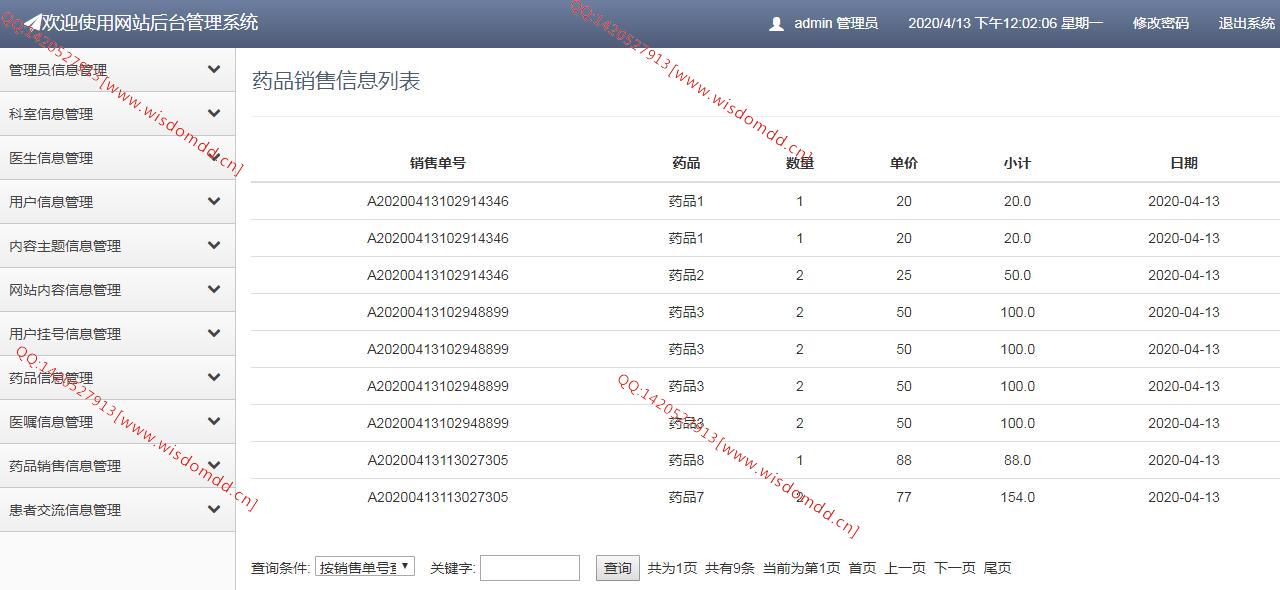 欢迎使用网站后台管理系统 admin 管理员 2020/4/13 下午12:02:06 星期一 修改密码 退出系统
管理员信息管理
科室信息管理
医生信息管理
用户信息管理
内容主题信息管理
网站内容信息管理
用户挂号信息管理
药品信息管理
医嘱信息管理
药品销售信息管理
患者交流信息管理
药品销售信息列表
销售单号 药品 数量 单价 小计 日期
A20200413102914346 药品1 1 20 20.0 2020-04-13
A20200413102914346 药品1 1 20 20.0 2020-04-13
A20200413102914346 药品2 2 25 50.0 2020-04-13
A20200413102948899 药品3 2 50 100.0 2020-04-13
A20200413102948899 药品3 2 50 100.0 2020-04-13
A20200413102948899 药品3 2 50 100.0 2020-04-13
A20200413102948899 药品3 2 50 100.0 2020-04-13
A20200413113027305 药品8 1 88 88.0 2020-04-13
A20200413113027305 药品7 2 77 154.0 2020-04-13
查询条件: 按销售单号 关键字: 查询 共为1页 共有9条 当前为第1页 首页 上一页 下一页 尾页
QQ:1420527913[www.wisdomdd.cn]
QQ:1420527913[www.wisdomdd.cn]
QQ:1420527913[www.wisdomdd.cn]
QQ:1420527913[www.wisdomdd.cn]